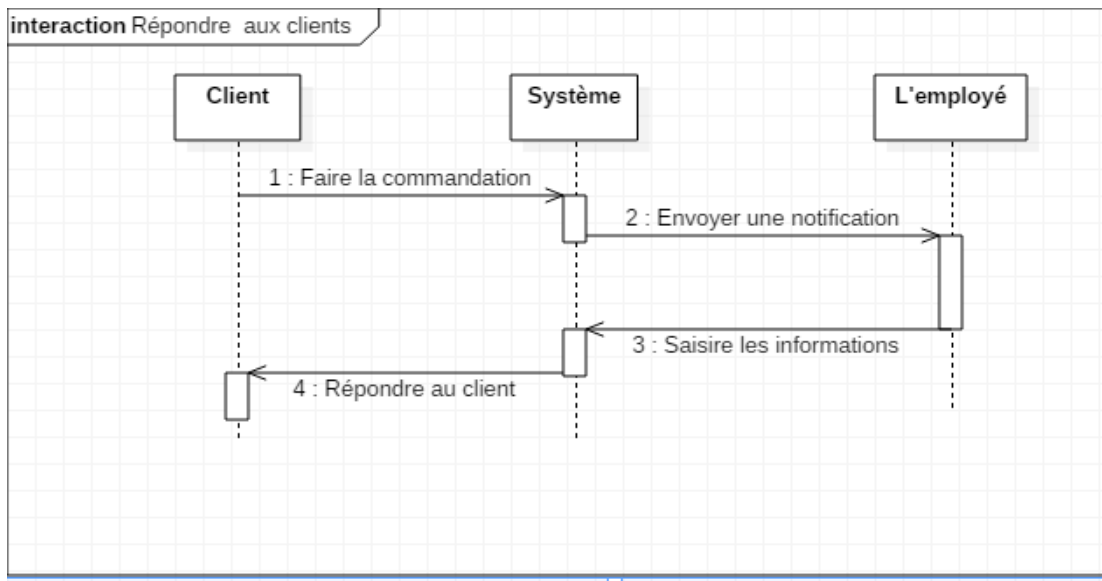 interaction Répondre aux clients
Client
Système
L'employé
1 : Faire la commandation
2 : Envoyer une notification
3 : Saisire les informations
4 : Répondre au client